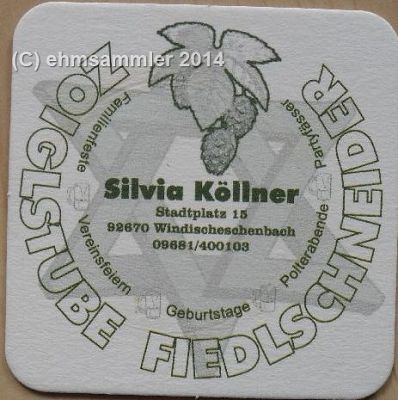 (C) ehmsammler 2014
ZOIGLSTUBE FIEDLSCHNEIDER
Familienfeste
Partyfässer
Silvia Köllner
Stadtplatz 15
92670 Windischeschenbach
09681/400103
Vereinsfeiern
Geburtstage
Polterabende